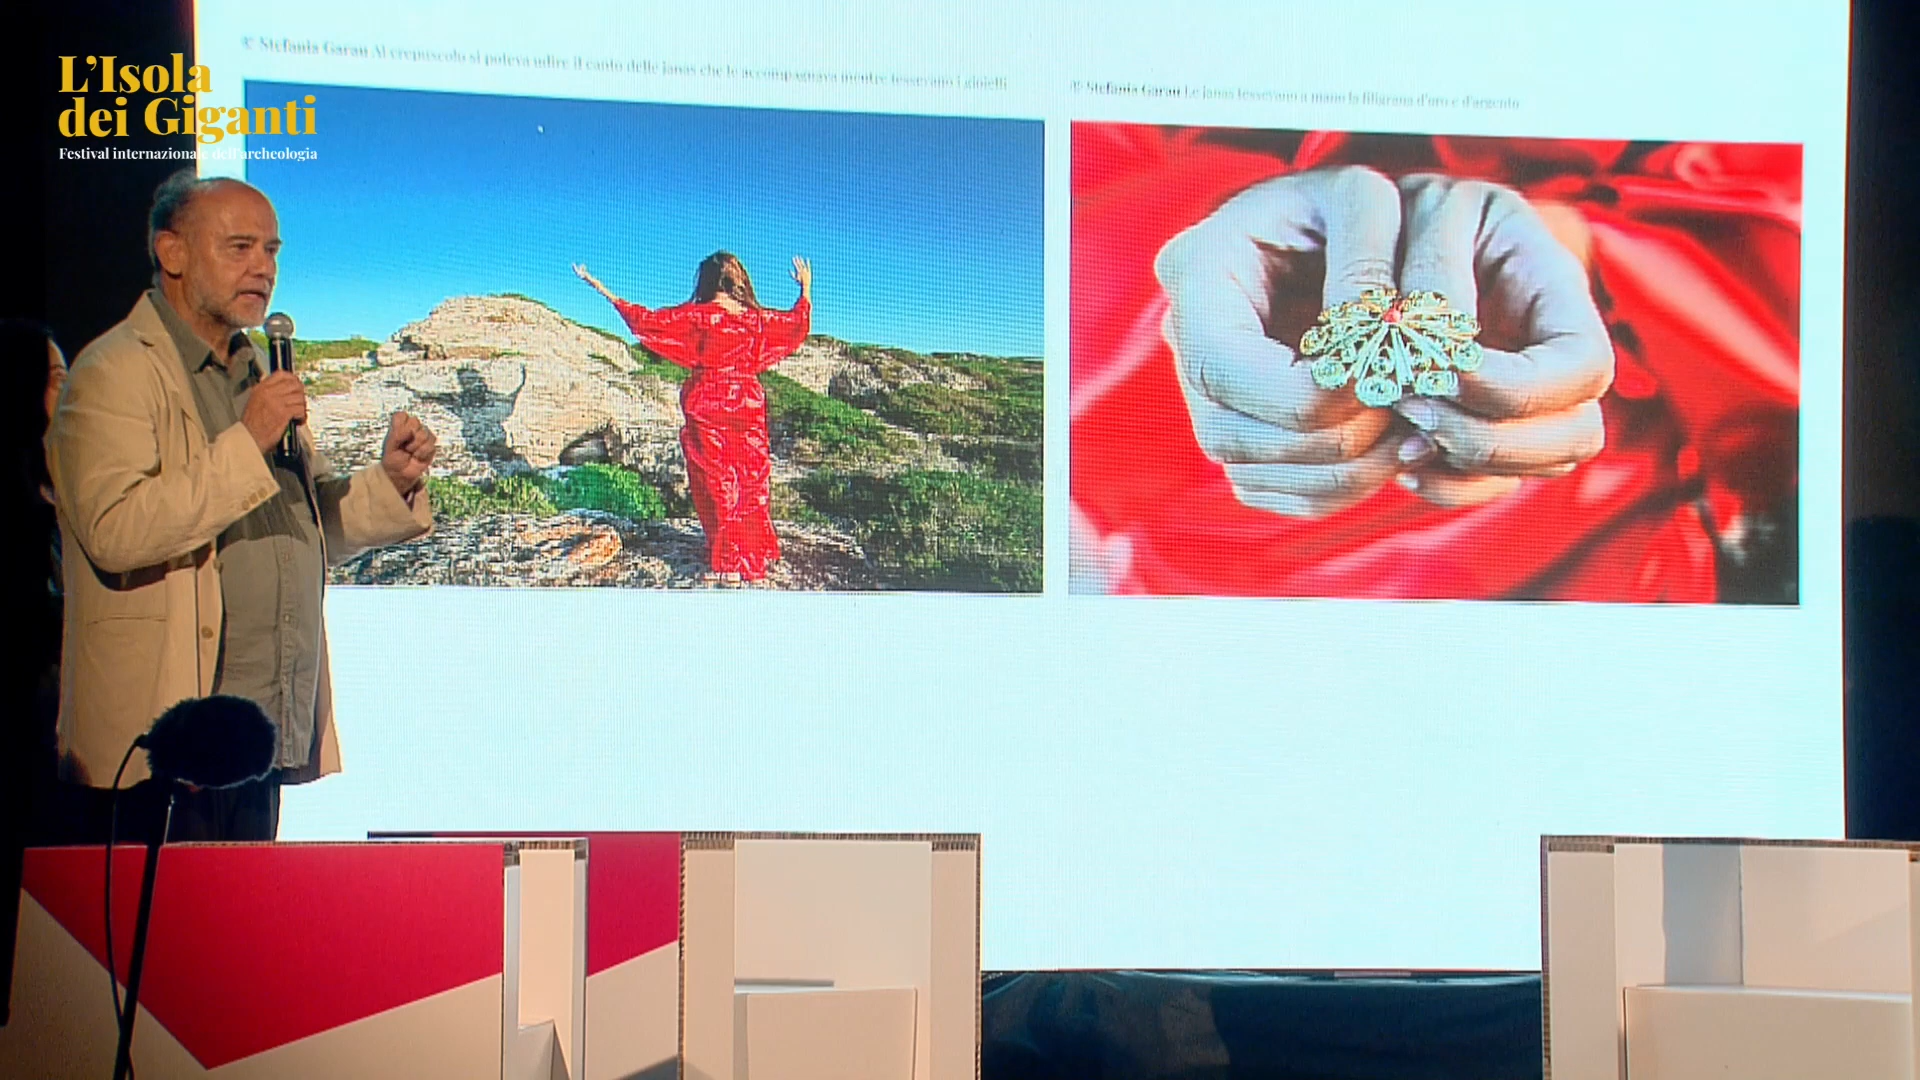 L'Isola
dei Giganti
Festival internazionale dell'archeologia
© Stefania Garau Al crepuscolo si poteva udire il canto delle janas che le accompagnava mentre tessevano i gioielli
© Stefania Garau Le janas tessevano a mano la filigrana d'oro e d'argento